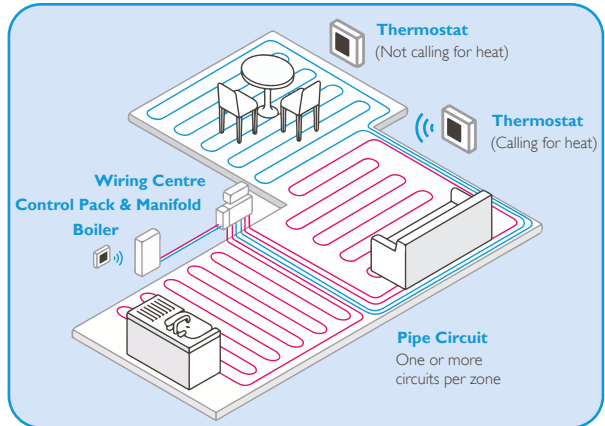 Thermostat
(Not calling for heat)
Thermostat
(Calling for heat)
Wiring Centre
Control Pack & Manifold
Boiler
Pipe Circuit
One or more
circuits per zone